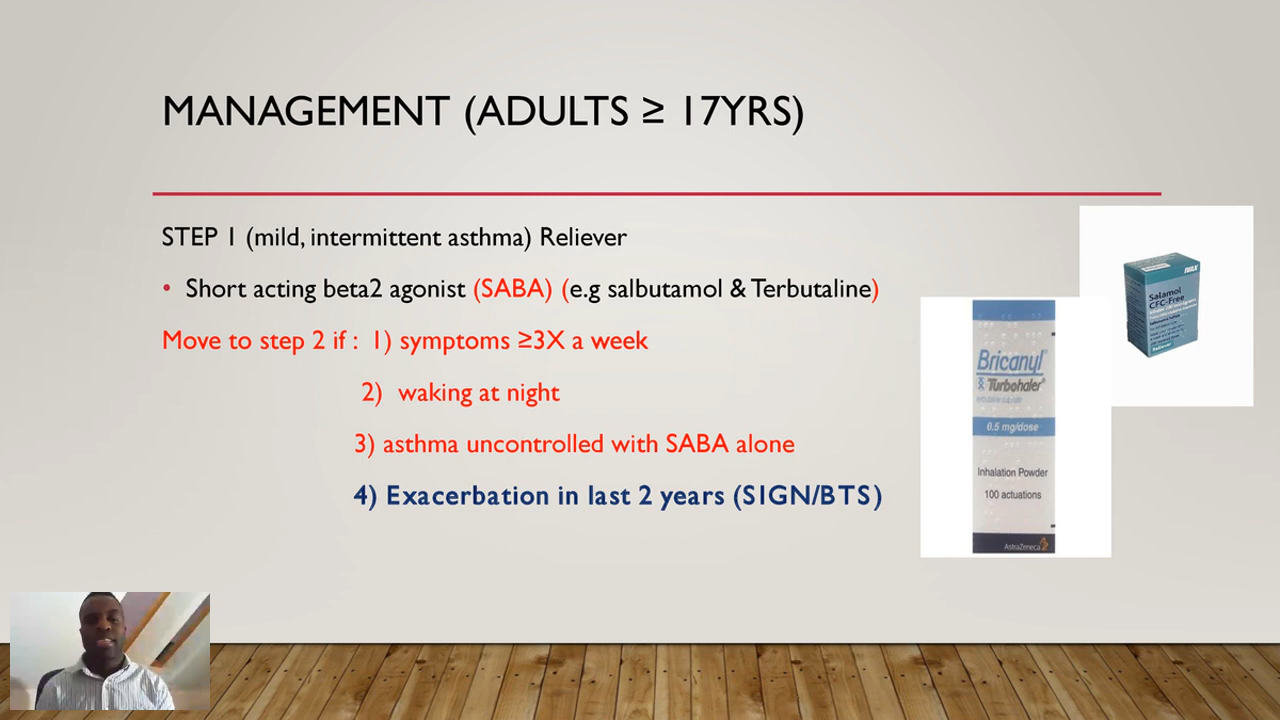 MANAGEMENT (ADULTS ≥ 17YRS)
STEP 1 (mild, intermittent asthma) Reliever
• Short acting beta2 agonist (SABA) (e.g salbutamol & Terbutaline)
Move to step 2 if : 1) symptoms ≥3X a week
2) waking at night
3) asthma uncontrolled with SABA alone
4) Exacerbation in last 2 years (SIGN/BTS)
IVAX
Salamol
CFC-Free
Bricanyl
Turbohaler
0.5 mg/dose
Inhalation Powder
100 actuations
AstraZeneca